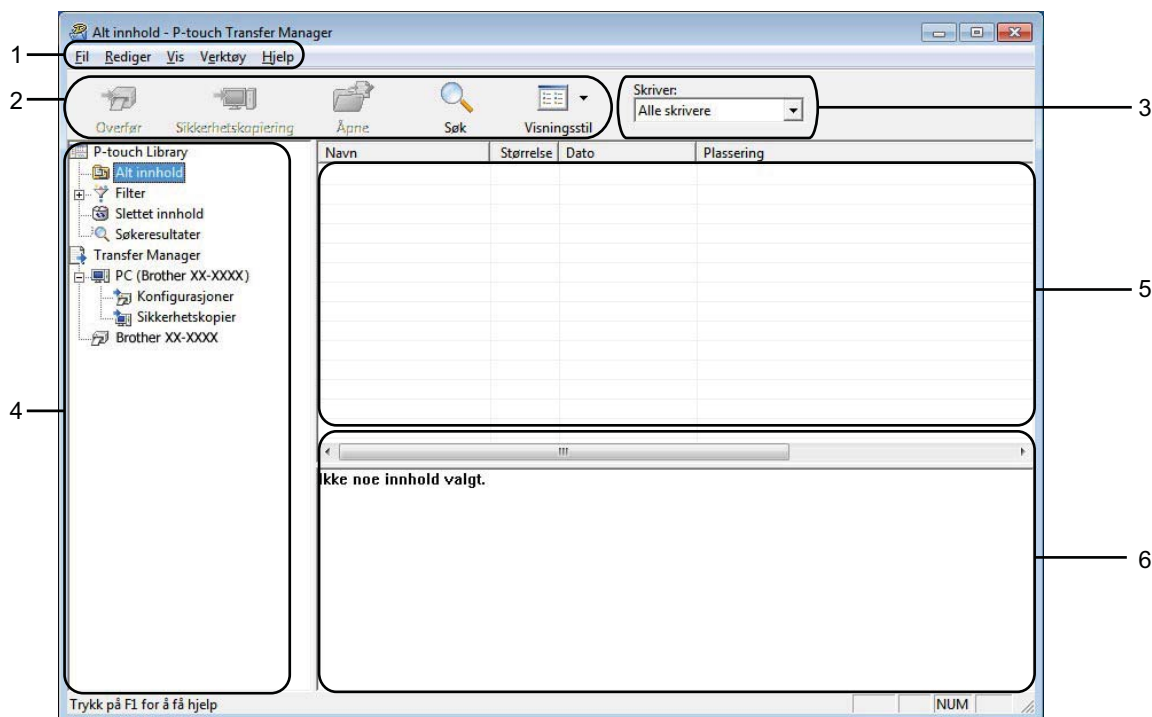 Alt innhold - P-touch Transfer Manager
1
Fil Rediger Vis Verktøy Hjelp
2
Overfør Sikkerhetskopiering Åpne Søk Visningsstil
Skriver:
Alle skrivere
3
P-touch Library
Alt innhold
Filter
Slettet innhold
Søkeresultater
Transfer Manager
PC (Brother XX-XXXX)
Konfigurasjoner
Sikkerhetskopier
Brother XX-XXXX
4
Navn Størrelse Dato Plassering
5
Ikke noe innhold valgt.
6
Trykk på F1 for å få hjelp
NUM